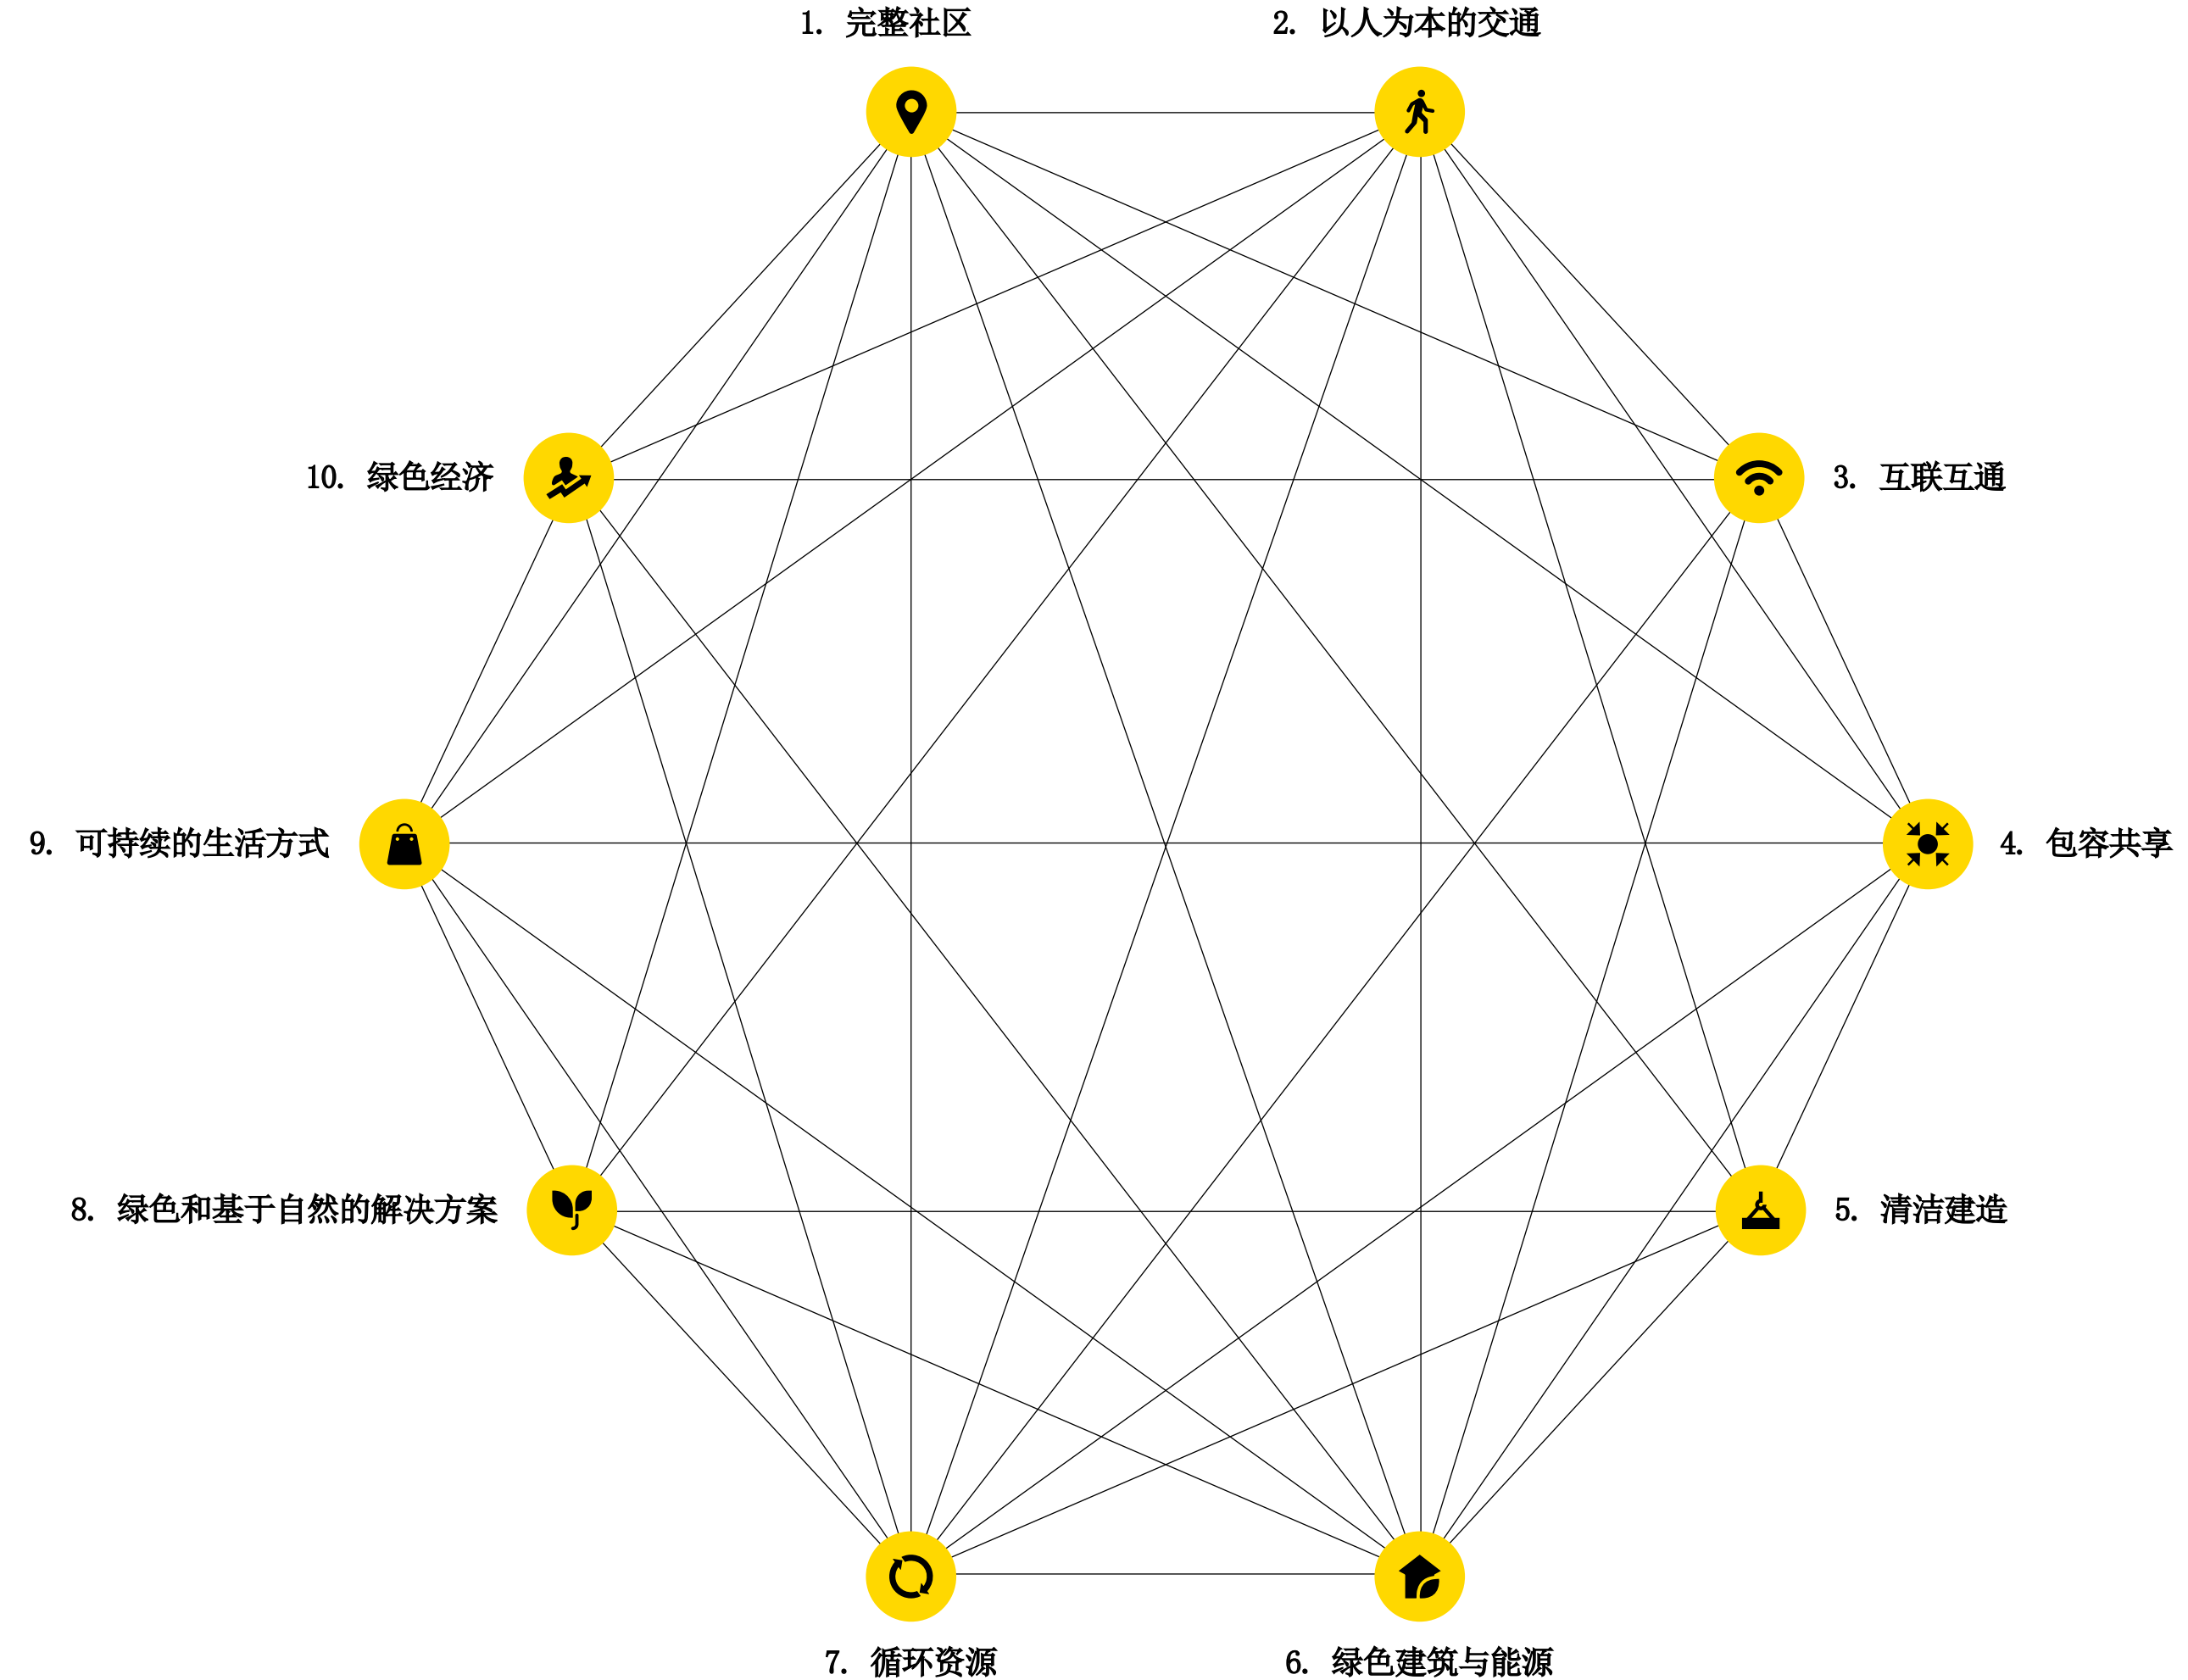 1. 完整社区
2. 以人为本的交通
3. 互联互通
4. 包容共享
5. 清洁建造
6. 绿色建筑与能源
7. 循环资源
8. 绿色和基于自然的解决方案
9. 可持续的生活方式
10. 绿色经济